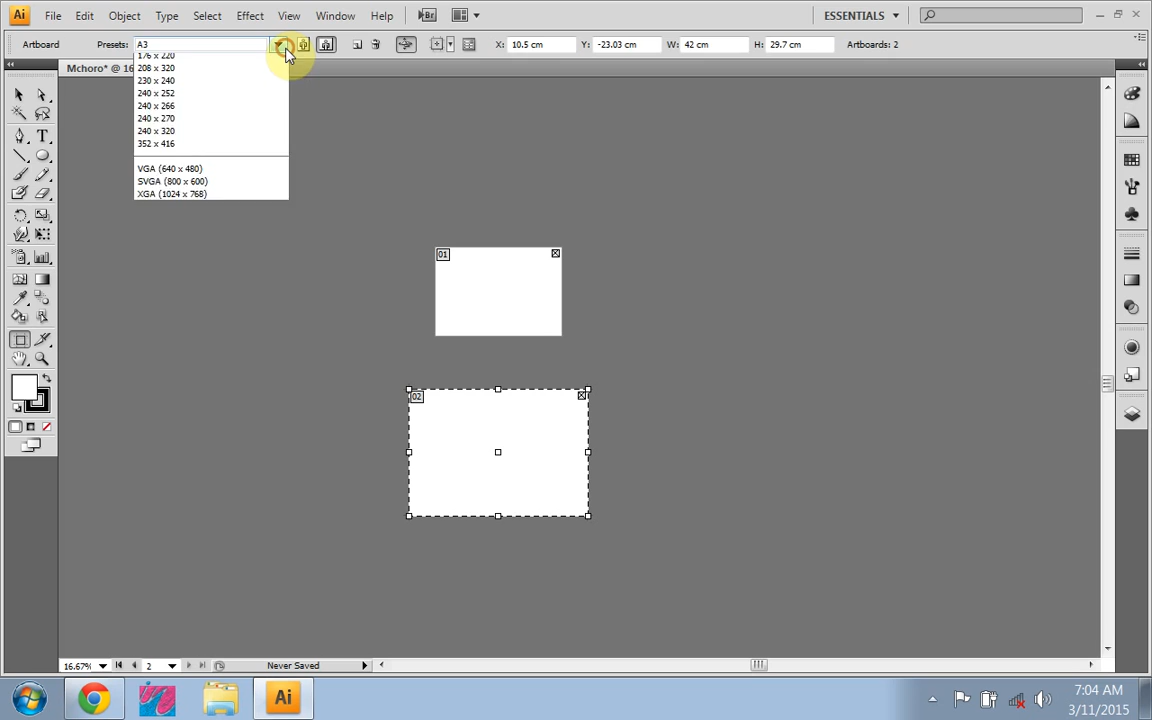 Ai File Edit Object Type Select Effect View Window Help Br ESSENTIALS
Artboard Presets: A3 X: 10.5 cm Y: -23.03 cm W: 42 cm H: 29.7 cm Artboards: 2
Mchoro* @ 16
176 x 220
208 x 320
230 x 240
240 x 252
240 x 266
240 x 270
240 x 320
352 x 416
VGA (640 x 480)
SVGA (800 x 600)
XGA (1024 x 768)
01
02
16.67% 2 Never Saved
Ai
7:04 AM
3/11/2015